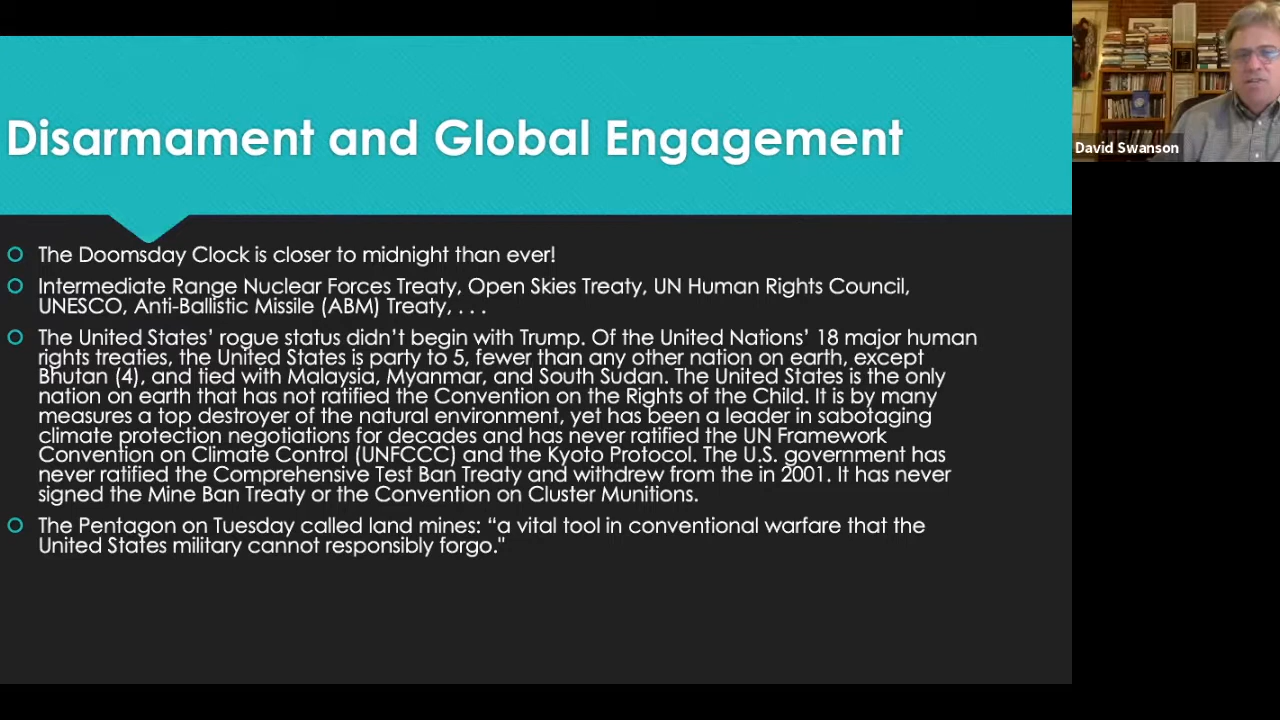 Disarmament and Global Engagement
The Doomsday Clock is closer to midnight than ever!
Intermediate Range Nuclear Forces Treaty, Open Skies Treaty, UN Human Rights Council,
UNESCO, Anti-Ballistic Missile (ABM) Treaty, . . .
The United States’ rogue status didn’t begin with Trump. Of the United Nations’ 18 major human
rights treaties, the United States is party to 5, fewer than any other nation on earth, except
Bhutan (4), and tied with Malaysia, Myanmar, and South Sudan. The United States is the only
nation on earth that has not ratified the Convention on the Rights of the Child. It is by many
measures a top destroyer of the natural environment, yet has been a leader in sabotaging
climate protection negotiations for decades and has never ratified the UN Framework
Convention on Climate Control (UNFCCC) and the Kyoto Protocol. The U.S. government has
never ratified the Comprehensive Test Ban Treaty and withdrew from the in 2001. It has never
signed the Mine Ban Treaty or the Convention on Cluster Munitions.
The Pentagon on Tuesday called land mines: “a vital tool in conventional warfare that the
United States military cannot responsibly forgo."
David Swanson